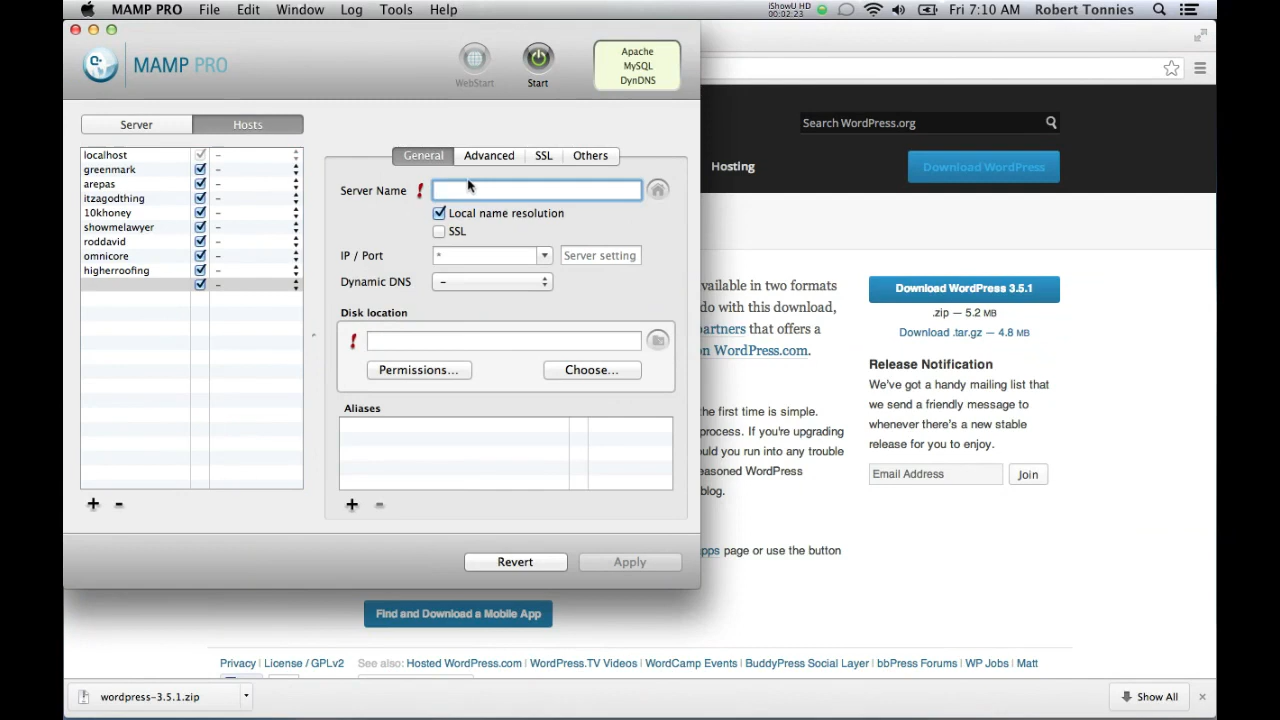 MAMP PRO File Edit Window Log Tools Help
iShowU HD
00:02:23
Fri 7:10 AM Robert Tonnies
MAMP PRO
WebStart
Start
Apache
MySQL
DynDNS
Server Hosts
localhost –
greenmark –
arepas –
itzagodthing –
10khoney –
showmelawyer –
roddavid –
omnicore –
higherroofing –
–
+ -
General Advanced SSL Others
Server Name !
Local name resolution
SSL
IP / Port * Server setting
Dynamic DNS –
Disk location
!
Permissions... Choose...
Aliases
+ -
Revert Apply
Search WordPress.org
Hosting
Download WordPress
vailable in two formats
do with this download,
partners that offers a
on WordPress.com.
the first time is simple.
process. If you're upgrading
ould you run into any trouble
easoned WordPress
blog.
pps page or use the button
Find and Download a Mobile App
Download WordPress 3.5.1
.zip — 5.2 MB
Download .tar.gz — 4.8 MB
Release Notification
We've got a handy mailing list that
we send a friendly message to
whenever there's a new stable
release for you to enjoy.
Email Address Join
Privacy | License / GPLv2 See also: Hosted WordPress.com | WordPress.TV Videos | WordCamp Events | BuddyPress Social Layer | bbPress Forums | WP Jobs | Matt
wordpress-3.5.1.zip
Show All